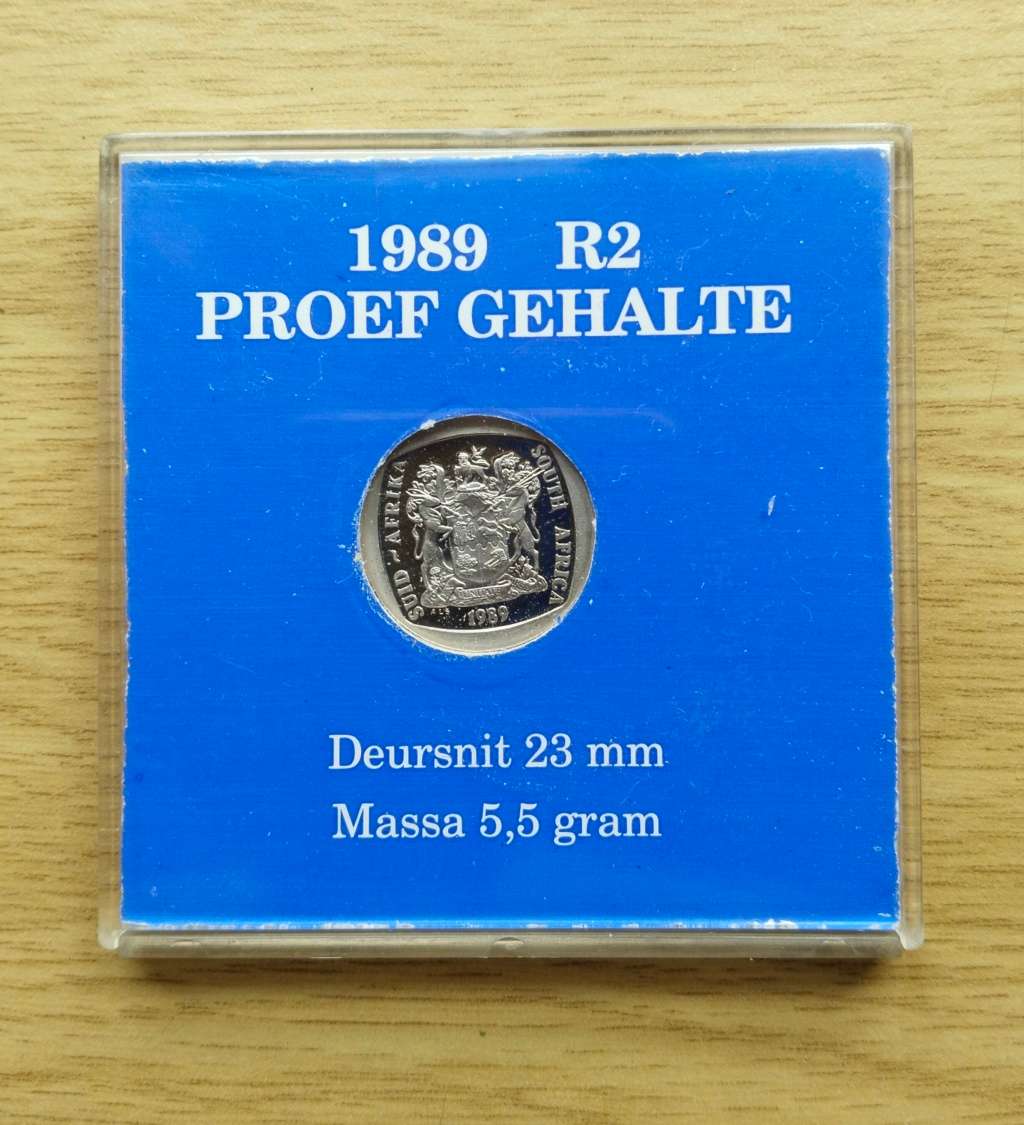 1989 R2
PROEF GEHALTE
SUID-AFRIKA
SOUTH AFRICA
1989
Deursnit 23 mm
Massa 5,5 gram